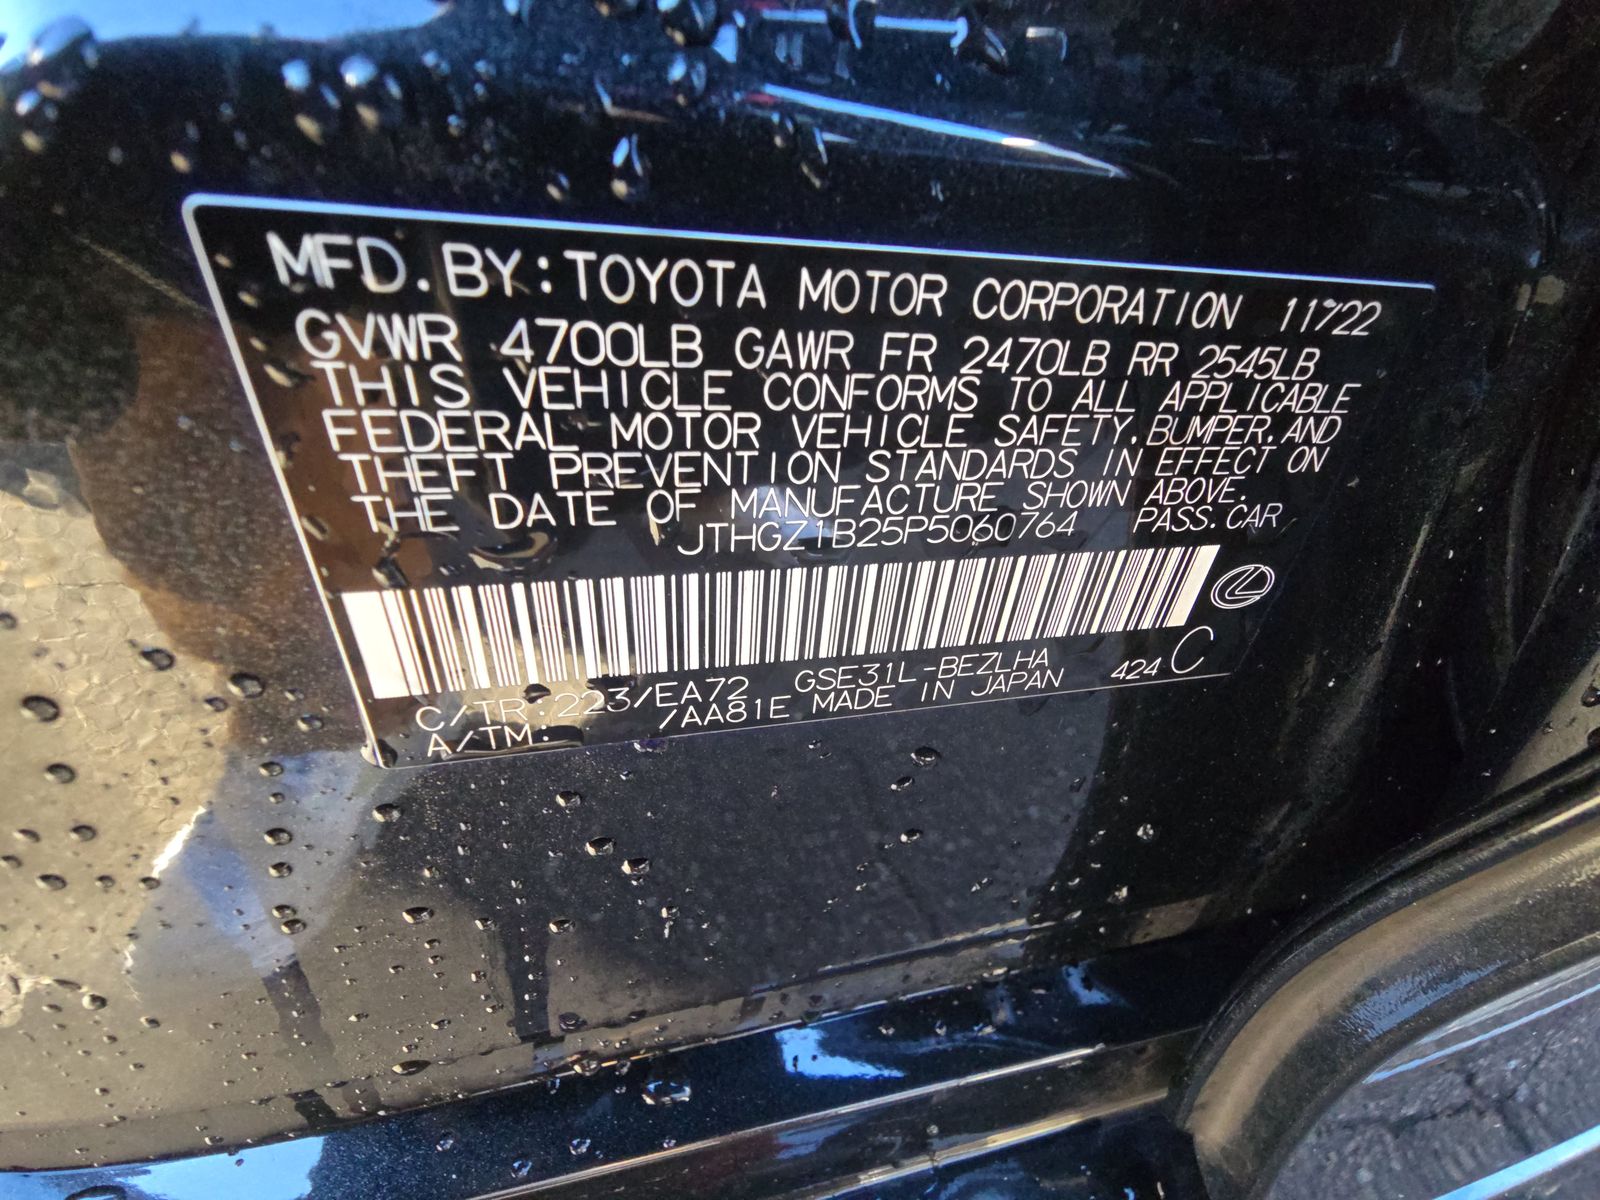 MFD. BY: TOYOTA MOTOR CORPORATION 11/22
GVWR 4700LB GAWR FR 2470LB RR 2545LB
THIS VEHICLE CONFORMS TO ALL APPLICABLE
FEDERAL MOTOR VEHICLE SAFETY, BUMPER, AND
THEFT PREVENTION STANDARDS IN EFFECT ON
THE DATE OF MANUFACTURE SHOWN ABOVE.
JTHGZ1B25P5060764 PASS. CAR
C/TR: 223/EA72 GSE31L-BEZLHA 424 C
A/TM: /AA81E MADE IN JAPAN